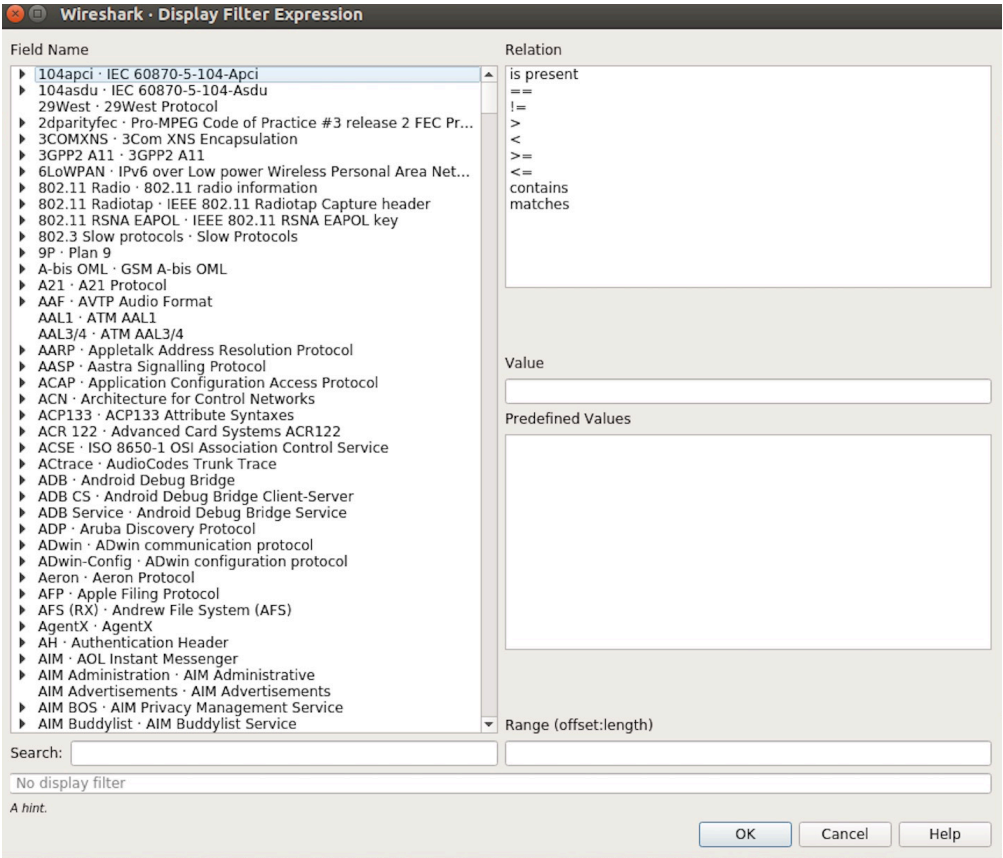 Wireshark · Display Filter Expression
Field Name
104apci · IEC 60870-5-104-Apci
104asdu · IEC 60870-5-104-Asdu
29West · 29West Protocol
2dparityfec · Pro-MPEG Code of Practice #3 release 2 FEC Pr...
3COMXNS · 3Com XNS Encapsulation
3GPP2 A11 · 3GPP2 A11
6LoWPAN · IPv6 over Low power Wireless Personal Area Net...
802.11 Radio · 802.11 radio information
802.11 Radiotap · IEEE 802.11 Radiotap Capture header
802.11 RSNA EAPOL · IEEE 802.11 RSNA EAPOL key
802.3 Slow protocols · Slow Protocols
9P · Plan 9
A-bis OML · GSM A-bis OML
A21 · A21 Protocol
AAF · AVTP Audio Format
AAL1 · ATM AAL1
AAL3/4 · ATM AAL3/4
AARP · Appletalk Address Resolution Protocol
AASP · Aastra Signalling Protocol
ACAP · Application Configuration Access Protocol
ACN · Architecture for Control Networks
ACP133 · ACP133 Attribute Syntaxes
ACR 122 · Advanced Card Systems ACR122
ACSE · ISO 8650-1 OSI Association Control Service
ACtrace · AudioCodes Trunk Trace
ADB · Android Debug Bridge
ADB CS · Android Debug Bridge Client-Server
ADB Service · Android Debug Bridge Service
ADP · Aruba Discovery Protocol
ADwin · ADwin communication protocol
ADwin-Config · ADwin configuration protocol
Aeron · Aeron Protocol
AFP · Apple Filing Protocol
AFS (RX) · Andrew File System (AFS)
AgentX · AgentX
AH · Authentication Header
AIM · AOL Instant Messenger
AIM Administration · AIM Administrative
AIM Advertisements · AIM Advertisements
AIM BOS · AIM Privacy Management Service
AIM Buddylist · AIM Buddylist Service
Search:
Relation
is present
==
!=
>
<
>=
<=
contains
matches
Value
Predefined Values
Range (offset:length)
No display filter
A hint.
OK
Cancel
Help